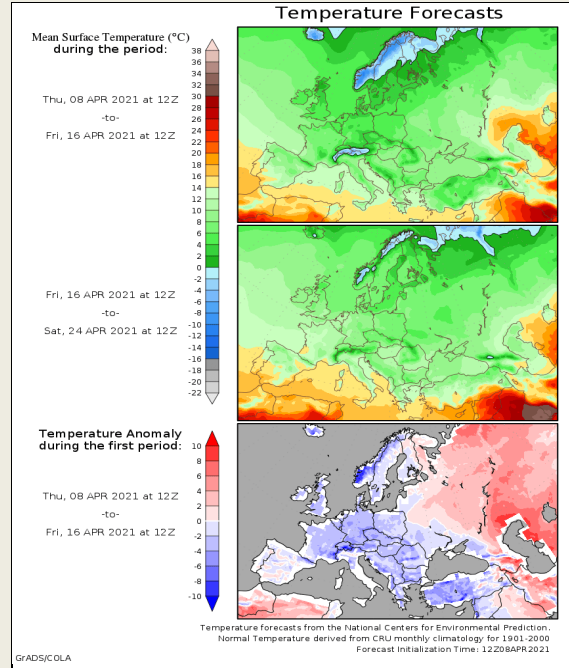 Temperature Forecasts
Mean Surface Temperature (°C)
during the period:
Thu, 08 APR 2021 at 12Z
-to-
Fri, 16 APR 2021 at 12Z
38
36
34
32
30
28
26
24
22
20
18
16
14
12
10
8
6
4
2
0
-2
-4
-6
-8
-10
-12
-14
-16
-18
-20
-22
Fri, 16 APR 2021 at 12Z
-to-
Sat, 24 APR 2021 at 12Z
Temperature Anomaly
during the first period:
Thu, 08 APR 2021 at 12Z
-to-
Fri, 16 APR 2021 at 12Z
10
8
6
4
2
0
-2
-4
-6
-8
-10
Temperature forecasts from the National Centers for Environmental Prediction.
Normal Temperature derived from CRU monthly climatology for 1901-2000
Forecast Initialization Time: 12Z08APR2021
GrADS/COLA